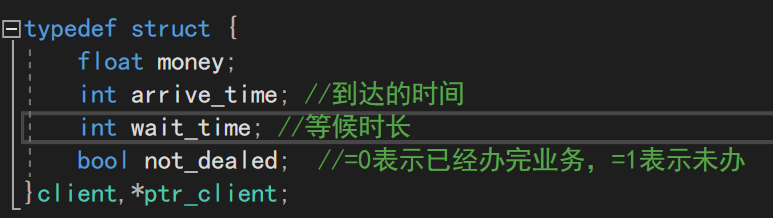 typedef struct {
float money;
int arrive_time; //到达的时间
int wait_time; //等候时长
bool not_dealed;  //=0表示已经办完业务，=1表示未办
}client,*ptr_client;